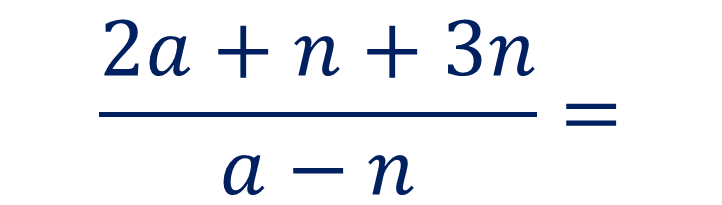 2a + n + 3n
a − n
=